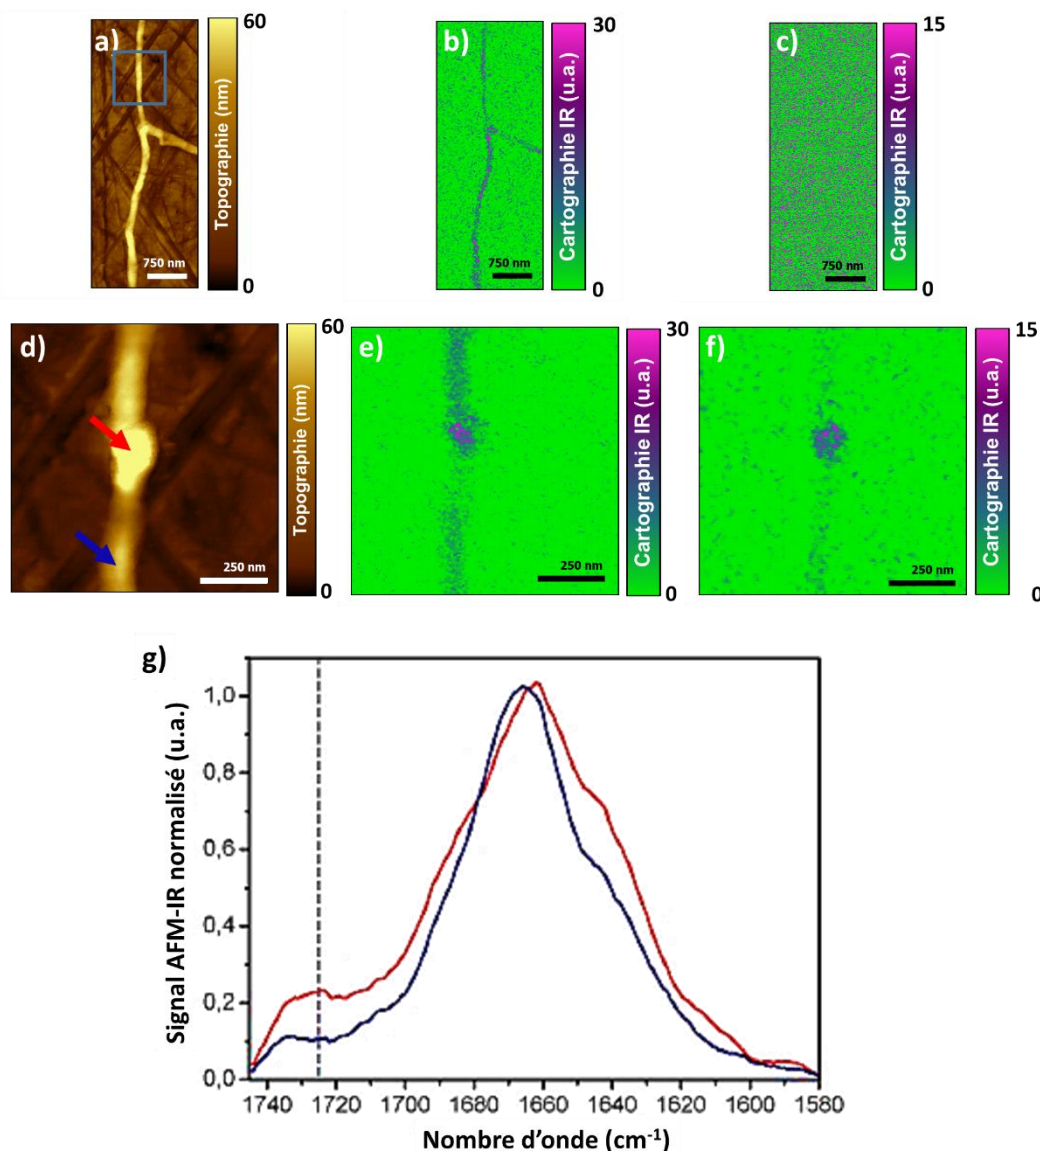 a)
60
Topographie (nm)
0
750 nm
b)
30
Cartographie IR (u.a.)
0
750 nm
c)
15
Cartographie IR (u.a.)
0
750 nm
d)
60
Topographie (nm)
0
250 nm
e)
30
Cartographie IR (u.a.)
0
250 nm
f)
15
Cartographie IR (u.a.)
0
250 nm
g)
Signal AFM-IR normalisé (u.a.)
1,0
0,8
0,6
0,4
0,2
0,0
1740 1720 1700 1680 1660 1640 1620 1600 1580
Nombre d'onde (cm⁻¹)